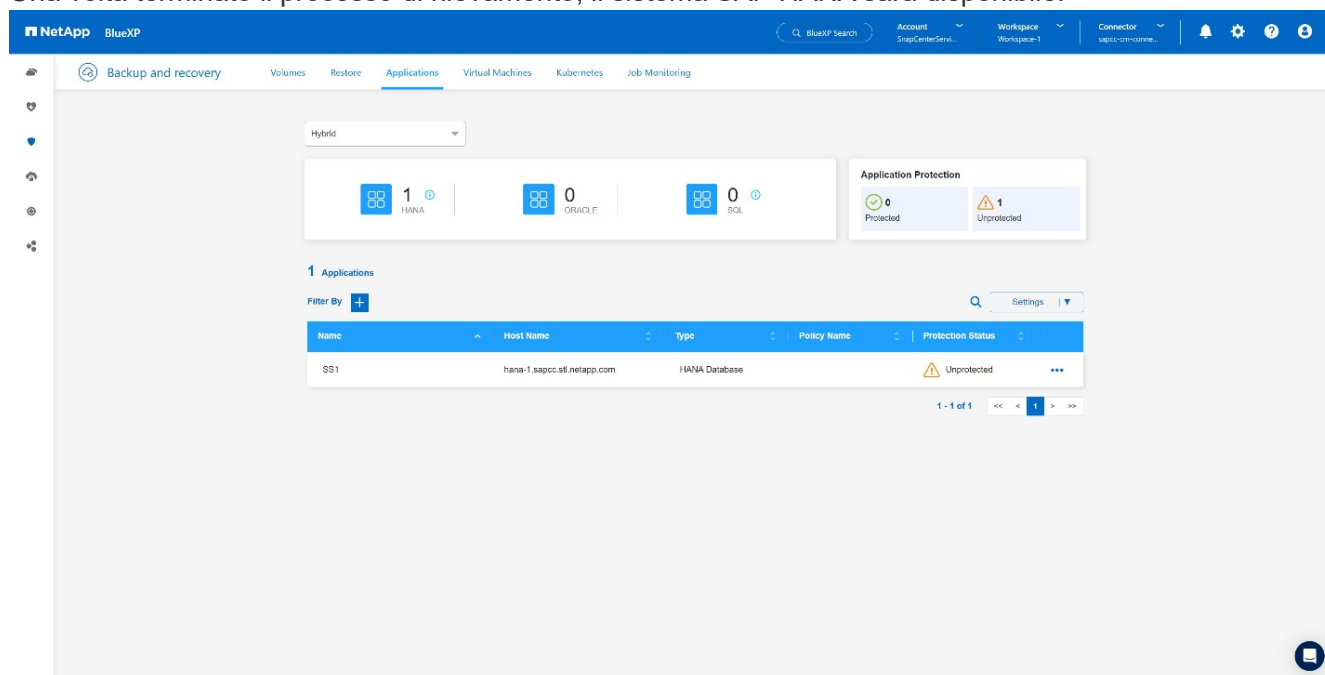 NetApp BlueXP
BlueXP Search
Account
SnapCenterServi...
Workspace
Workspace-1
Connector
sapcc-cm-conne...
Backup and recovery
Volumes Restore Applications Virtual Machines Kubernetes Job Monitoring
Hybrid
1
HANA
0
ORACLE
0
SQL
Application Protection
0
Protected
1
Unprotected
1 Applications
Filter By
Settings
Name Host Name Type Policy Name Protection Status
SS1 hana-1.sapcc.stl.netapp.com HANA Database Unprotected
1 - 1 of 1 << < 1 > >>